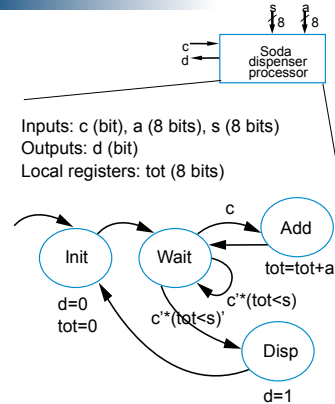 s a
8 8
c
d
Soda
dispenser
processor
Inputs: c (bit), a (8 bits), s (8 bits)
Outputs: d (bit)
Local registers: tot (8 bits)
c
Init
Wait
Add
d=0
tot=0
tot=tot+a
c'*(tot<s)
c'*(tot<s)'
Disp
d=1